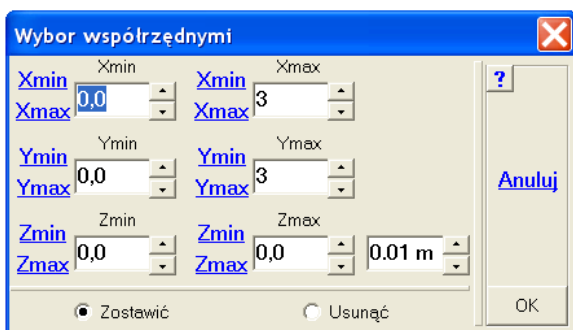 Wybor współrzędnymi
Xmin Xmax
Xmin Xmin ?
Xmax 0,0 Xmax 3
Ymin Ymax
Ymin Ymin
Ymax 0,0 Ymax 3 Anuluj
Zmin Zmax
Zmin Zmin
Zmax 0,0 Zmax 0,0 0.01 m
Zostawić Usunąć OK